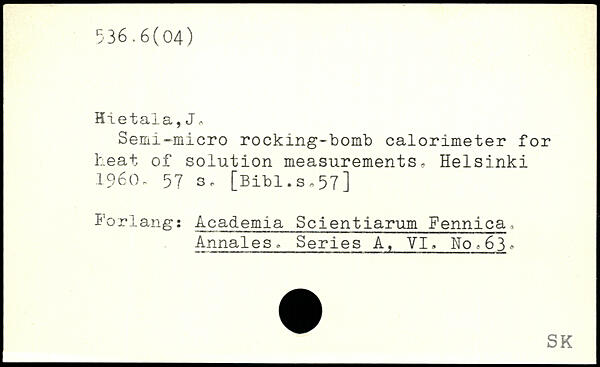 536.6(04)
Hietala,J.
Semi-micro rocking-bomb calorimeter for
heat of solution measurements. Helsinki
1960. 57 s. [Bibl.s.57]
Forlang: Academia Scientiarum Fennica.
Annales. Series A, VI. No.63.
SK